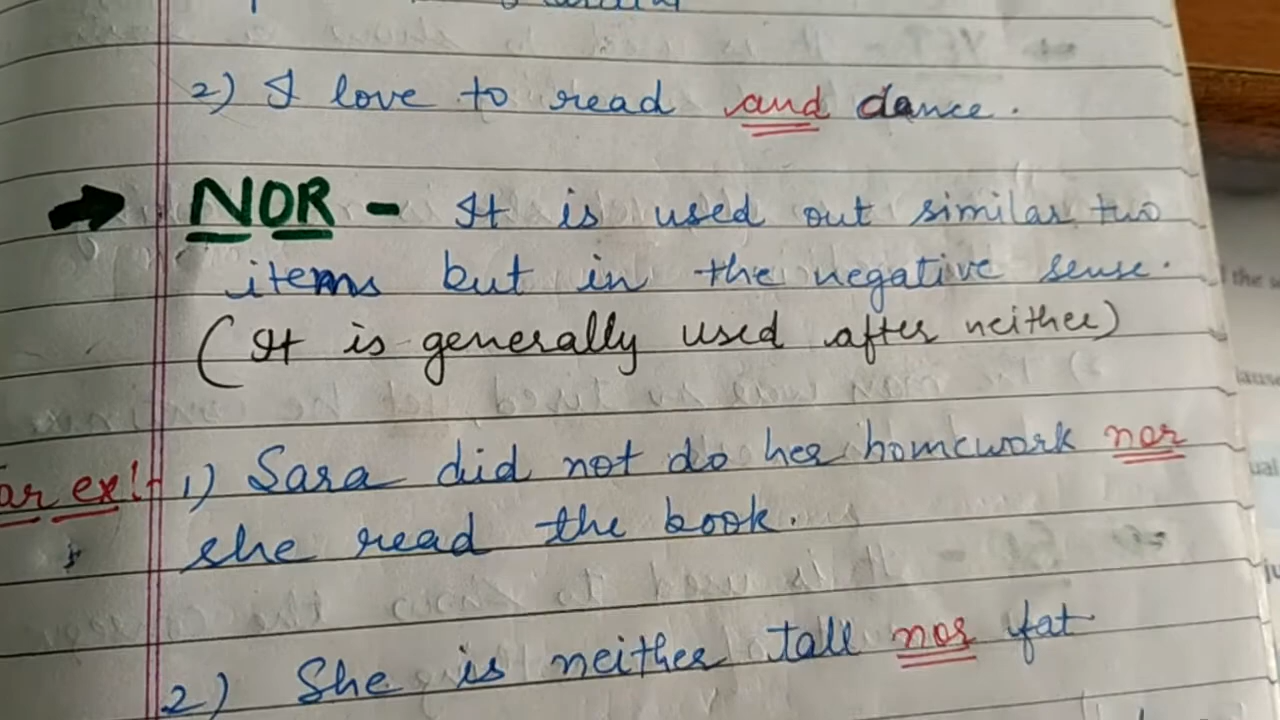 2) I love to read and dance.
NOR - It is used out similar two
items but in the negative sense.
(It is generally used after neither)
1) Sara did not do her homework nor
she read the book.
2) She is neither tall nor fat